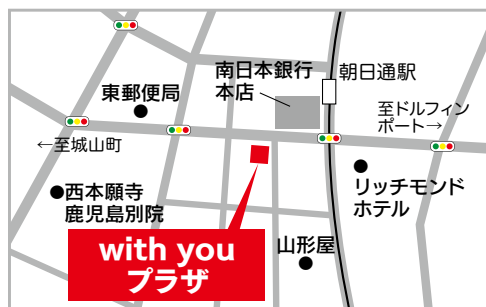 南日本銀行
本店
朝日通駅
東郵便局
至ドルフィン
ポート→
←至城山町
西本願寺
鹿児島別院
リッチモンド
ホテル
with you
プラザ
山形屋